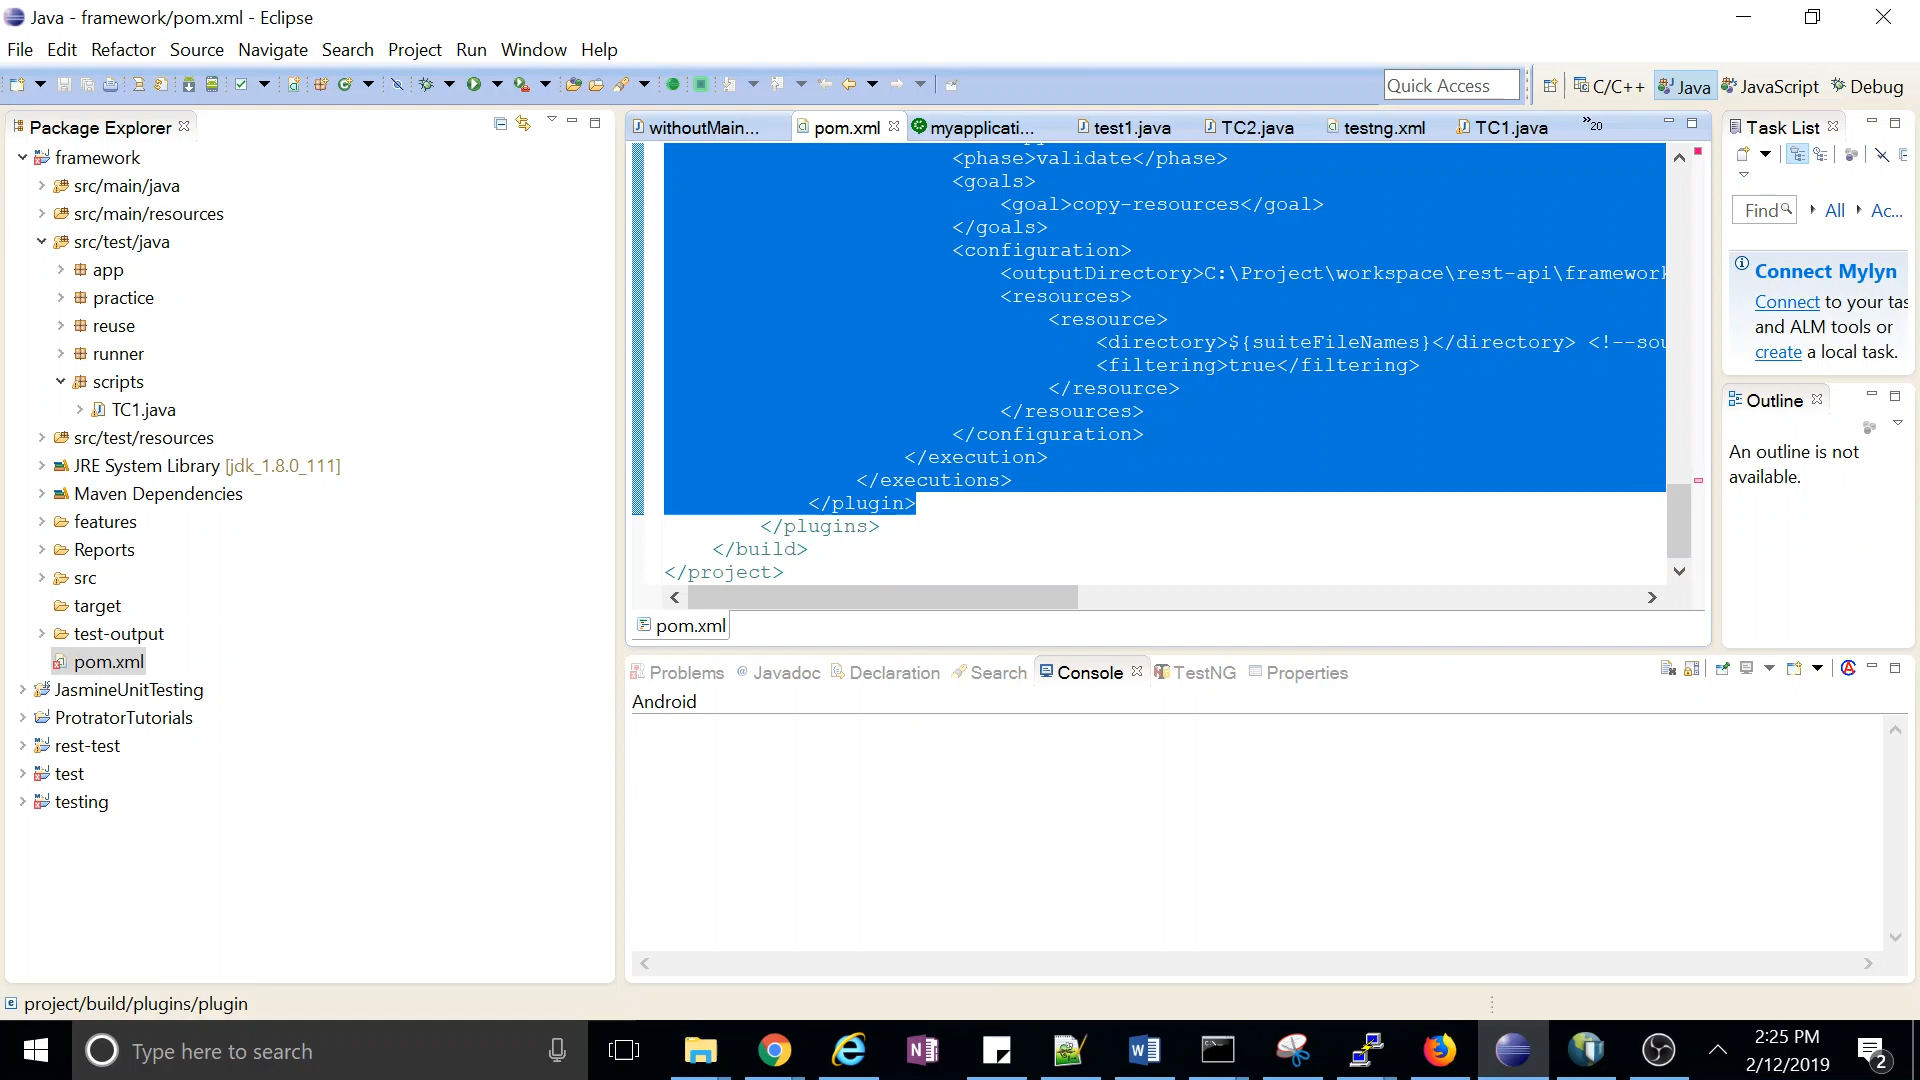 Java - framework/pom.xml - Eclipse
File Edit Refactor Source Navigate Search Project Run Window Help
Quick Access
C/C++
Java
JavaScript
Debug
Package Explorer
framework
src/main/java
src/main/resources
src/test/java
app
practice
reuse
runner
scripts
TC1.java
src/test/resources
JRE System Library [jdk_1.8.0_111]
Maven Dependencies
features
Reports
src
target
test-output
pom.xml
JasmineUnitTesting
ProtratorTutorials
rest-test
test
testing
withoutMain... pom.xml myapplicati... test1.java TC2.java testng.xml TC1.java »20
<phase>validate</phase>
<goals>
<goal>copy-resources</goal>
</goals>
<configuration>
<outputDirectory>C:\Project\workspace\rest-api\framework
<resources>
<resource>
<directory>${suiteFileNames}</directory> <!--sou
<filtering>true</filtering>
</resource>
</resources>
</configuration>
</execution>
</executions>
</plugin>
</plugins>
</build>
</project>
pom.xml
Problems @ Javadoc Declaration Search Console TestNG Properties
Android
Task List
Find All Ac...
Connect Mylyn
Connect to your tas
and ALM tools or
create a local task.
Outline
An outline is not
available.
project/build/plugins/plugin
Type here to search
2:25 PM
2/12/2019
2